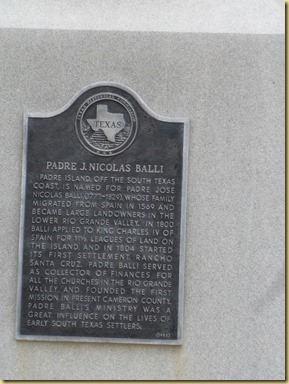 TEXAS
PADRE J. NICOLAS BALLI
PADRE ISLAND, OFF THE SOUTH TEXAS
COAST, IS NAMED FOR PADRE JOSE
NICOLAS BALLI (1770-1829), WHOSE FAMILY
MIGRATED FROM SPAIN IN 1569 AND
BECAME LARGE LANDOWNERS IN THE
LOWER RIO GRANDE VALLEY. IN 1800
BALLI APPLIED TO KING CHARLES IV OF
SPAIN FOR 11½ LEAGUES OF LAND ON
THE ISLAND, AND IN 1804 STARTED
ITS FIRST SETTLEMENT, RANCHO
SANTA CRUZ. PADRE BALLI SERVED
AS COLLECTOR OF FINANCES FOR
ALL THE CHURCHES IN THE RIO GRANDE
VALLEY AND FOUNDED THE FIRST
MISSION IN PRESENT CAMERON COUNTY.
PADRE BALLI'S MINISTRY WAS A
GREAT INFLUENCE ON THE LIVES OF
EARLY SOUTH TEXAS SETTLERS.